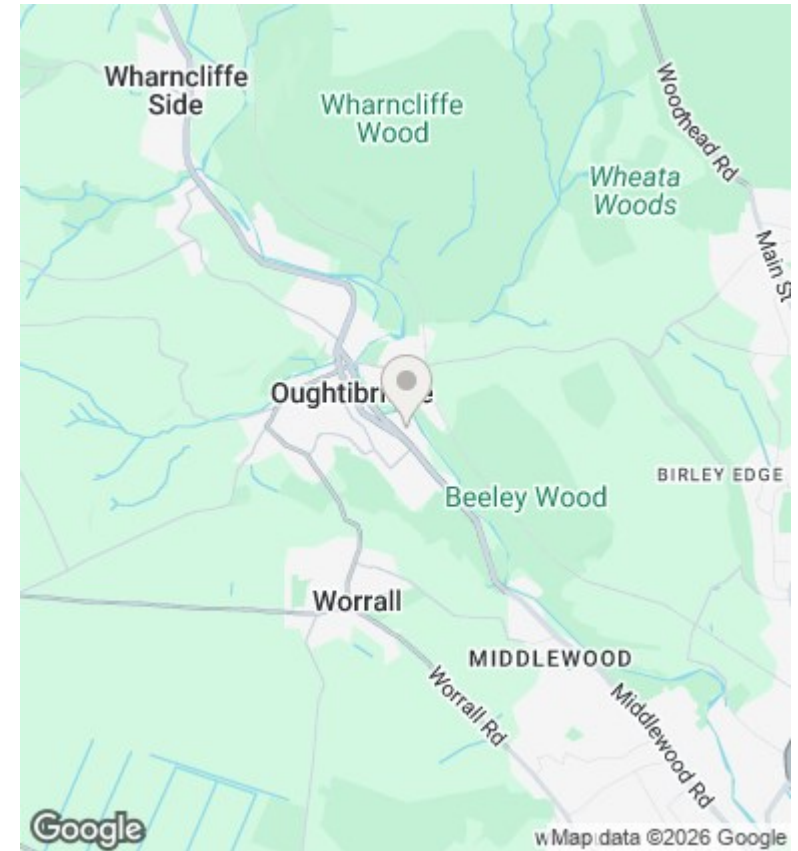 Wharncliffe
Side
Wharncliffe
Wood
Woodhead Rd
Wheata
Woods
Main St
Oughtibri e
BIRLEY EDGE
Beeley Wood
Worrall
MIDDLEWOOD
Worrall Rd
Middlewood Rd
Google
Map data ©2026 Google